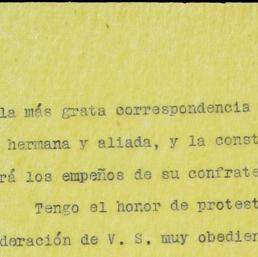 la más grata correspondencia
hermana y aliada, y la const
rá los empeños de su confrate
Tengo el honor de protest
deración de V. S. muy obedien